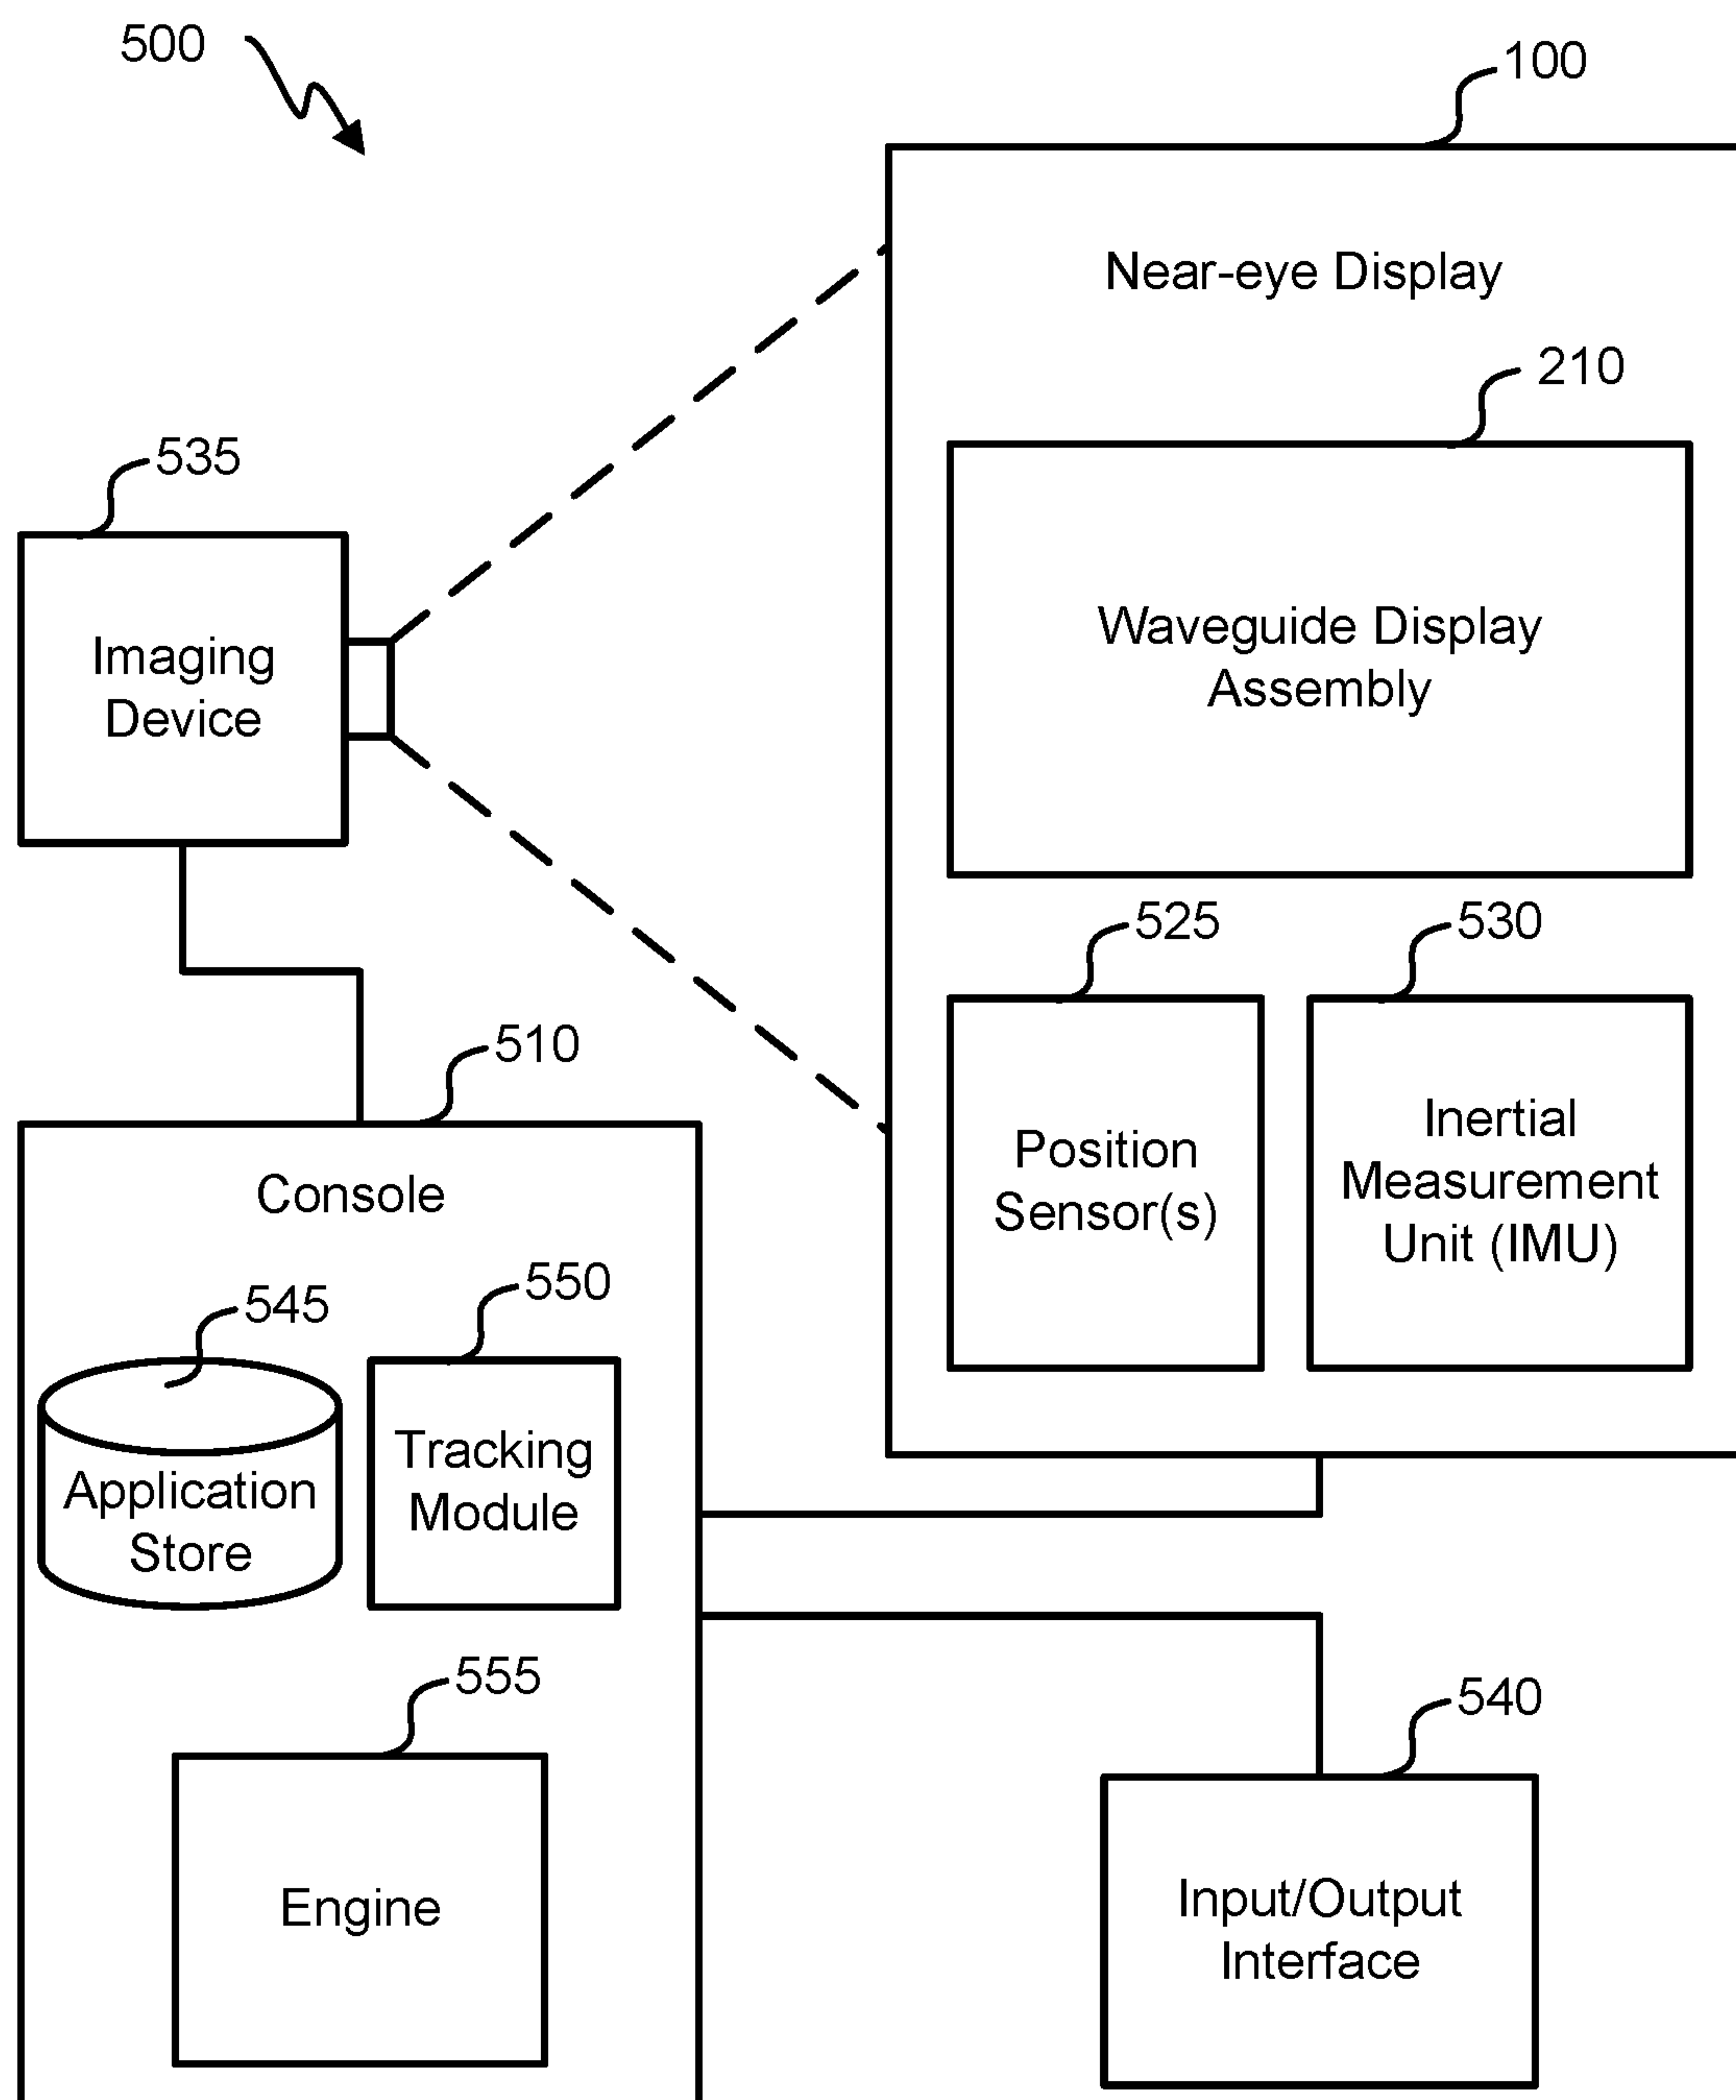 500
100
Near-eye Display
210
Waveguide Display
Assembly
535
Imaging
Device
525
530
Position
Sensor(s)
Inertial
Measurement
Unit (IMU)
510
Console
545
550
Application
Store
Tracking
Module
555
Engine
540
Input/Output
Interface